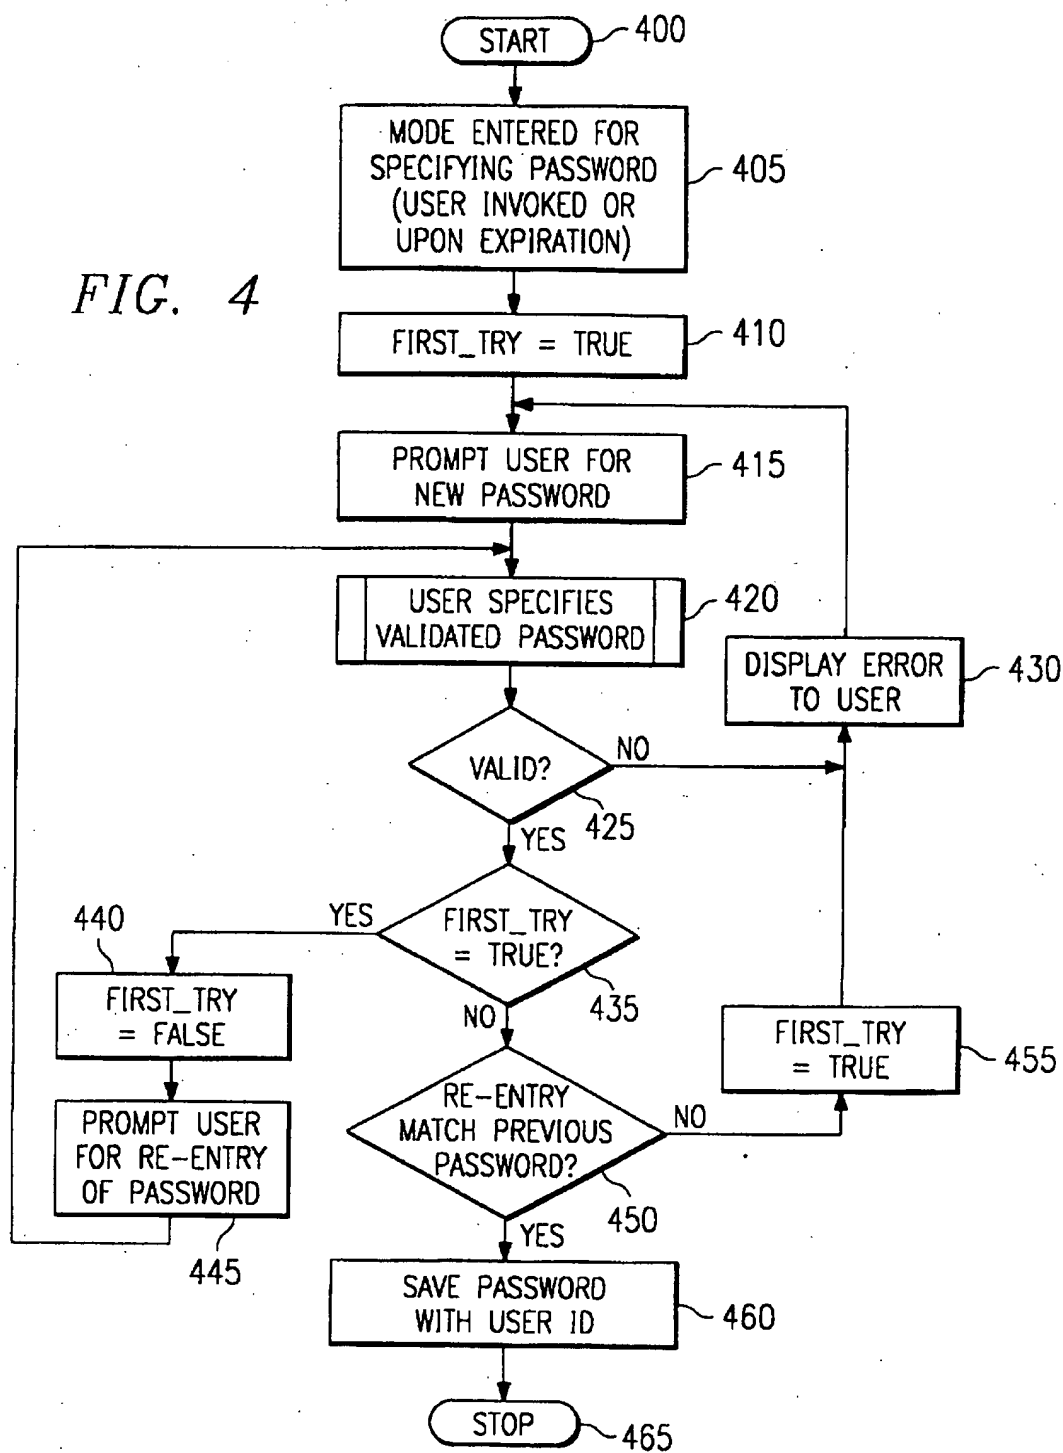 START
400
MODE ENTERED FOR
SPECIFYING PASSWORD
(USER INVOKED OR
UPON EXPIRATION)
405
FIG. 4
FIRST_TRY = TRUE
410
PROMPT USER FOR
NEW PASSWORD
415
USER SPECIFIES
VALIDATED PASSWORD
420
DISPLAY ERROR
TO USER
430
VALID?
NO
425
YES
FIRST_TRY
= TRUE?
YES
435
NO
440
FIRST_TRY
= FALSE
PROMPT USER
FOR RE-ENTRY
OF PASSWORD
445
RE-ENTRY
MATCH PREVIOUS
PASSWORD?
NO
450
YES
FIRST_TRY
= TRUE
455
SAVE PASSWORD
WITH USER ID
460
STOP
465